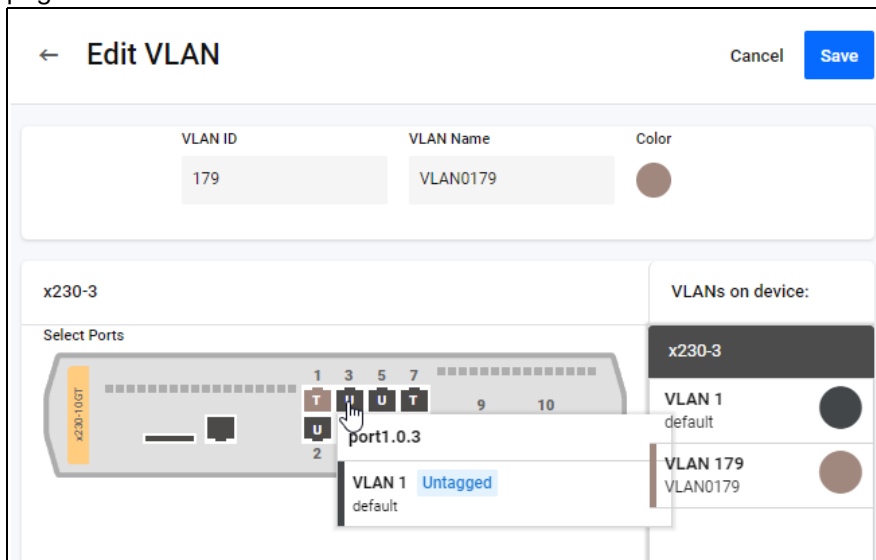 ← Edit VLAN
Cancel
Save
VLAN ID
VLAN Name
Color
179
VLAN0179
x230-3
VLANs on device:
Select Ports
x230-3
x230-10GT
1 3 5 7
T U U T
9 10
U
2
port1.0.3
VLAN 1 Untagged
default
VLAN 1
default
VLAN 179
VLAN0179